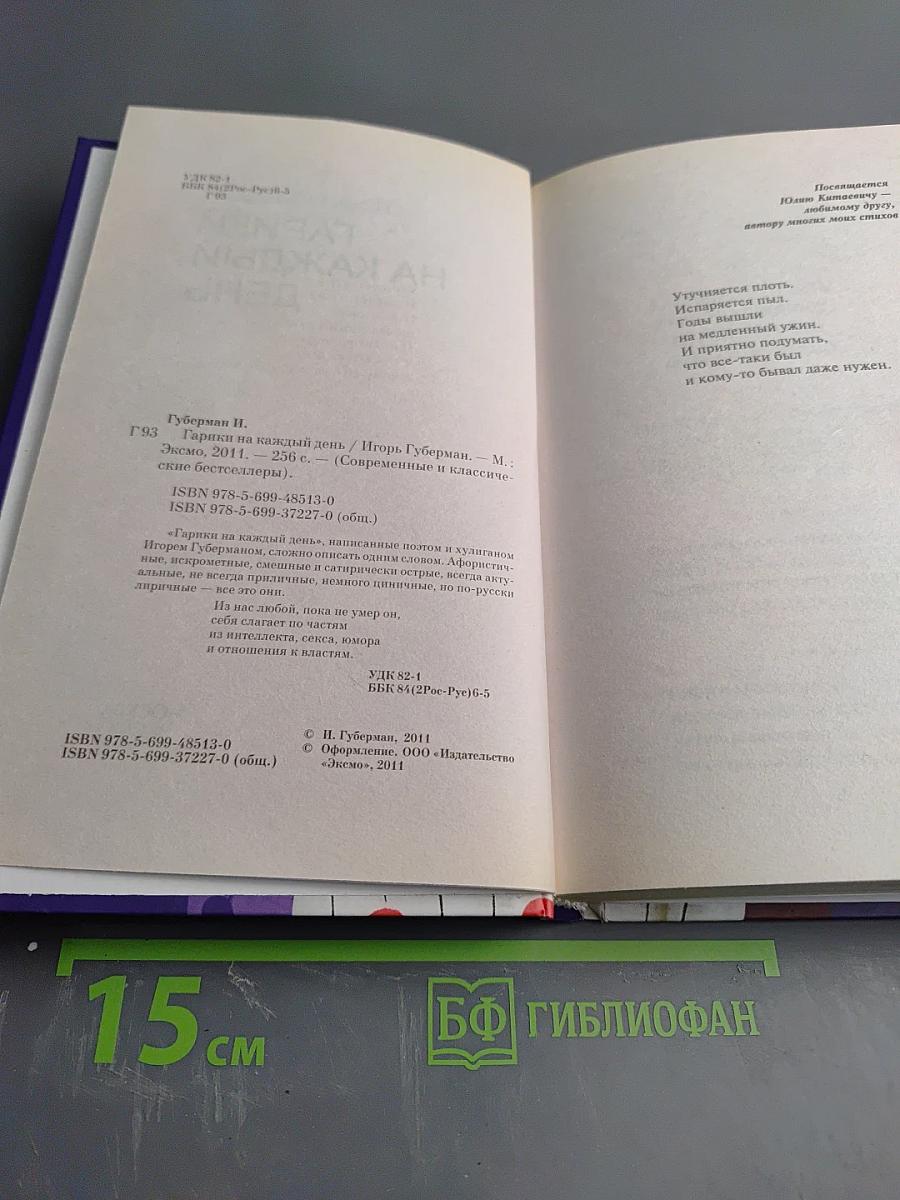 УДК 82-1
ББК 84(2Рос-Рус)6-5
Г 93
Губерман И.
Г 93 Гарики на каждый день / Игорь Губерман. — М. :
Эксмо, 2011. — 256 с. — (Современные и классиче-
ские бестселлеры).
ISBN 978-5-699-48513-0
ISBN 978-5-699-37227-0 (общ.)
«Гарики на каждый день», написанные поэтом и хулиганом
Игорем Губерманом, сложно описать одним словом. Афористич-
ные, искрометные, смешные и сатирически острые, всегда акту-
альные, не всегда приличные, немного циничные, но по-русски
лиричные — все это они.
Из нас любой, пока не умер он,
себя слагает по частям
из интеллекта, секса, юмора
и отношения к властям.
УДК 82-1
ББК 84(2Рос-Рус)6-5
ISBN 978-5-699-48513-0
ISBN 978-5-699-37227-0 (общ.)
© И. Губерман, 2011
© Оформление. ООО «Издательство
«Эксмо», 2011
Посвящается
Юлию Китаевичу —
любимому другу,
автору многих моих стихов
Утучняется плоть.
Испаряется пыл.
Годы вышли
на медленный ужин.
И приятно подумать,
что все-таки был
и кому-то бывал даже нужен.
15 см
БФ ГИБЛИОФАН